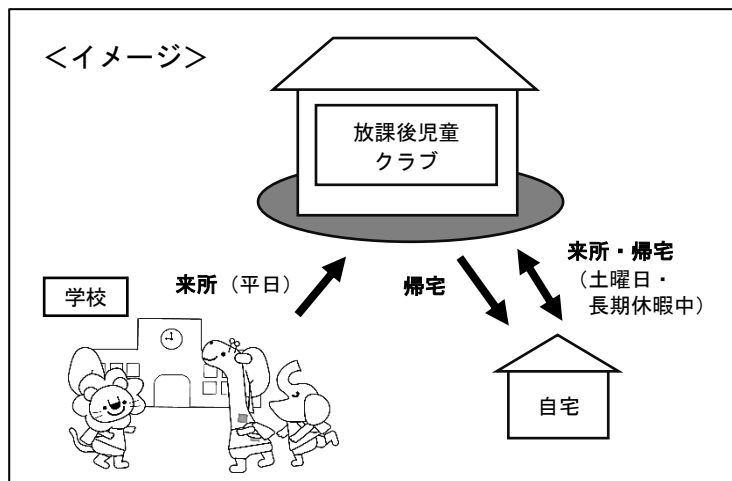 ＜イメージ＞
放課後児童
クラブ
来所・帰宅
（土曜日・
長期休暇中）
来所（平日）
帰宅
学校
自宅